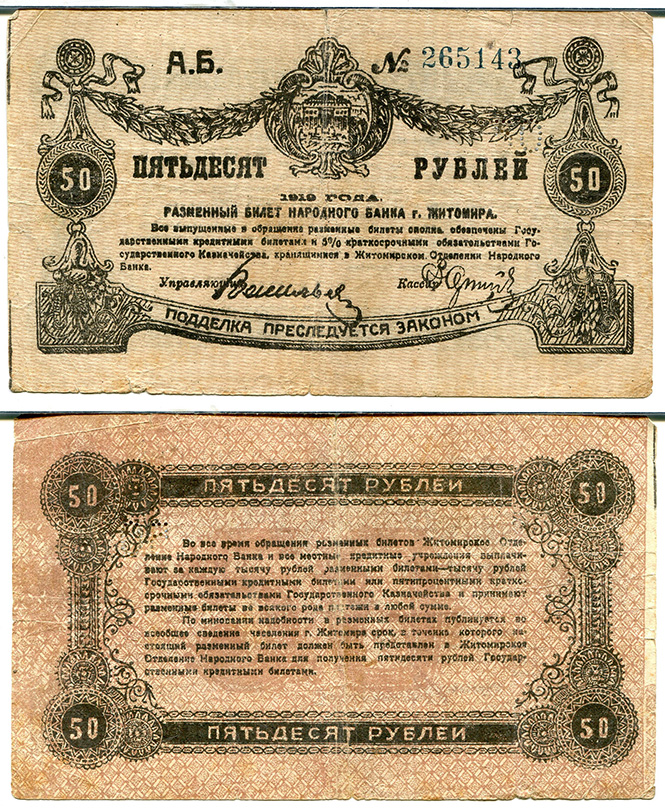 А.Б. № 265143
ПЯТЬДЕСЯТ РУБЛЕЙ
50 50
1919 ГОДА.
РАЗМЕННЫЙ БИЛЕТ НАРОДНОГО БАНКА г. ЖИТОМИРА.
Все выпущенные в обращение разменные билеты сполна обеспечены Госу-
дарственными кредитными билетами и 5% краткосрочными обязательствами Го-
сударственного Казначейства, хранящимися в Житомирском Отделении Народного
Банка.
Управляющий Кассир
ПОДДЕЛКА ПРЕСЛЕДУЕТСЯ ЗАКОНОМ
50 ПЯТЬДЕСЯТ РУБЛЕЙ 50
Во все время обращения разменных билетов Житомирское Отде-
ление Народного Банка и все местные кредитные учреждения выплачи-
вают за каждую тысячу рублей разменными билетами—тысячу рублей
Государственными кредитными билетами или пятипроцентными кратко-
срочными обязательствами Государственного Казначейства и принимают
разменные билеты во всякого рода платежи в любой сумме.
По миновании надобности в разменных билетах публикуется во
всеобщее сведение населения г. Житомира срок, в течение которого на-
стоящий разменный билет должен быть представлен в Житомирское
Отделение Народного Банка для получения пятидесяти рублей Государ-
ственными кредитными билетами.
50 ПЯТЬДЕСЯТ РУБЛЕЙ 50